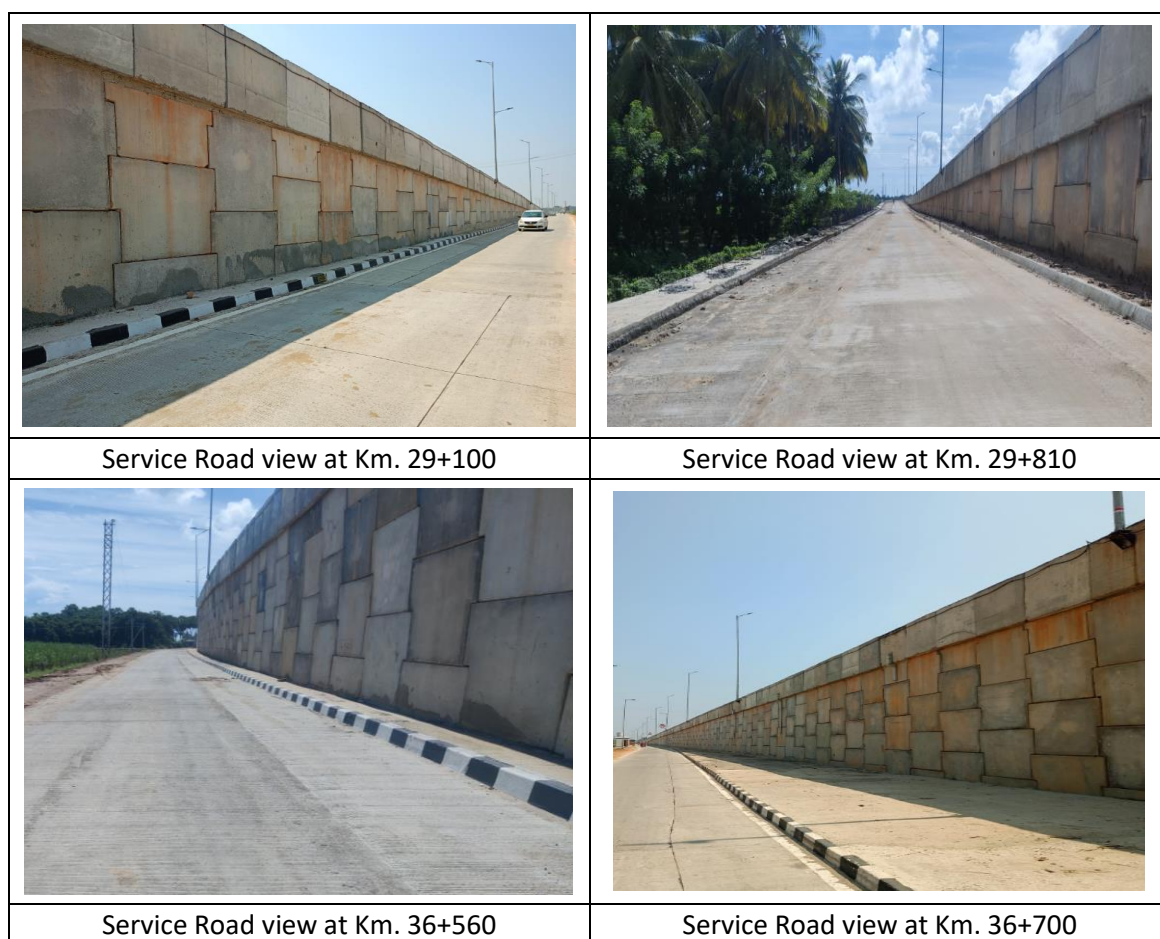 Service Road view at Km. 29+100
Service Road view at Km. 29+810
Service Road view at Km. 36+560
Service Road view at Km. 36+700